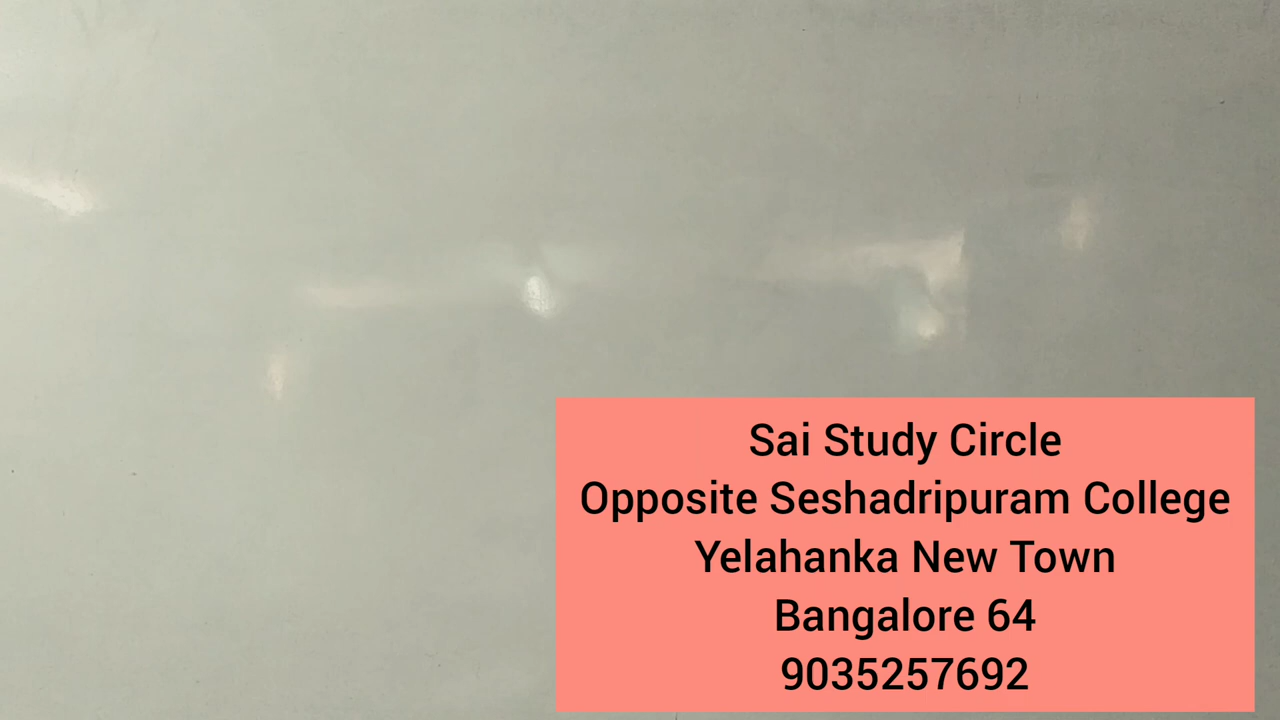 Sai Study Circle
Opposite Seshadripuram College
Yelahanka New Town
Bangalore 64
9035257692